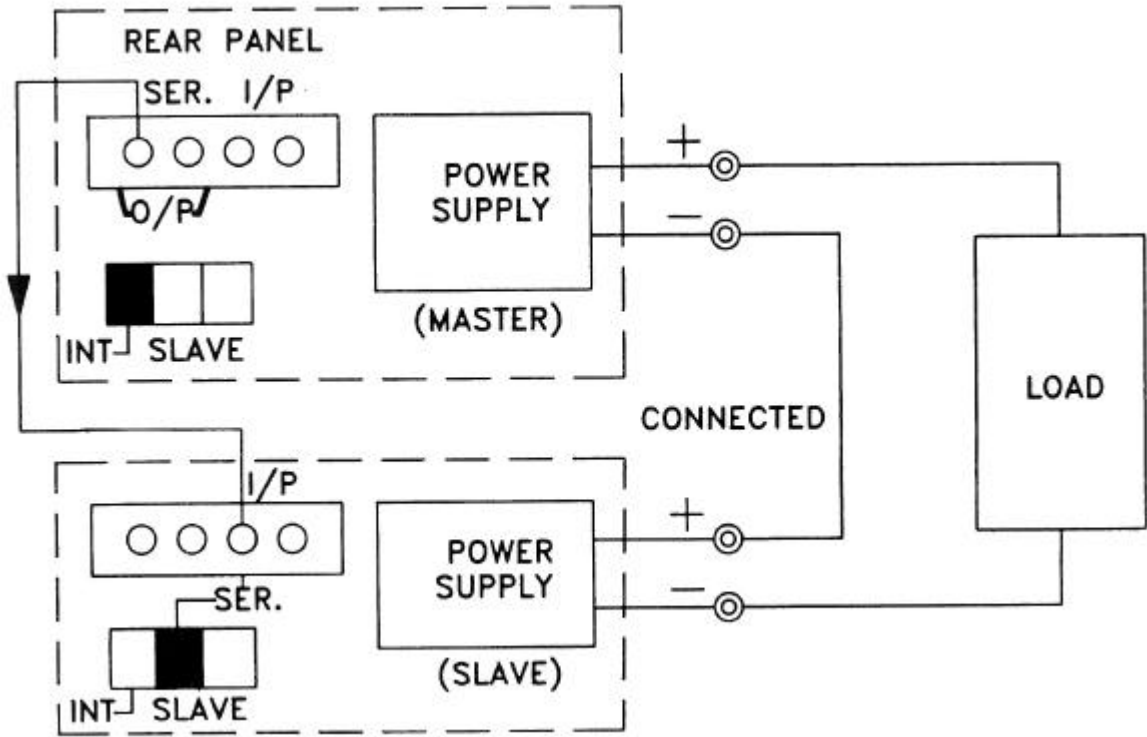 REAR PANEL
SER. I/P
O/P
INT SLAVE
POWER
SUPPLY
(MASTER)
+
−
CONNECTED
LOAD
I/P
SER.
INT SLAVE
POWER
SUPPLY
(SLAVE)
+
−